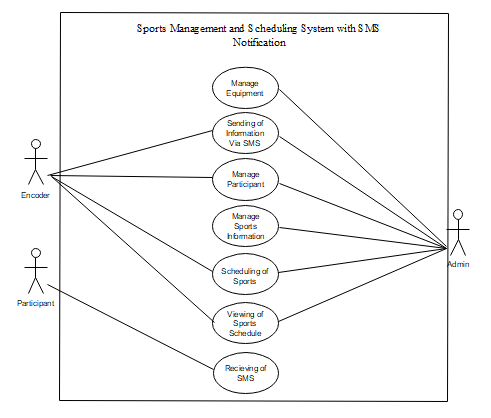 Sports Management and Scheduling System with SMS
Notification
Manage
Equipment
Sending of
Information
Via SMS
Encoder
Manage
Participant
Manage
Sports
Information
Admin
Scheduling of
Sports
Participant
Viewing of
Sports
Schedule
Recieving of
SMS